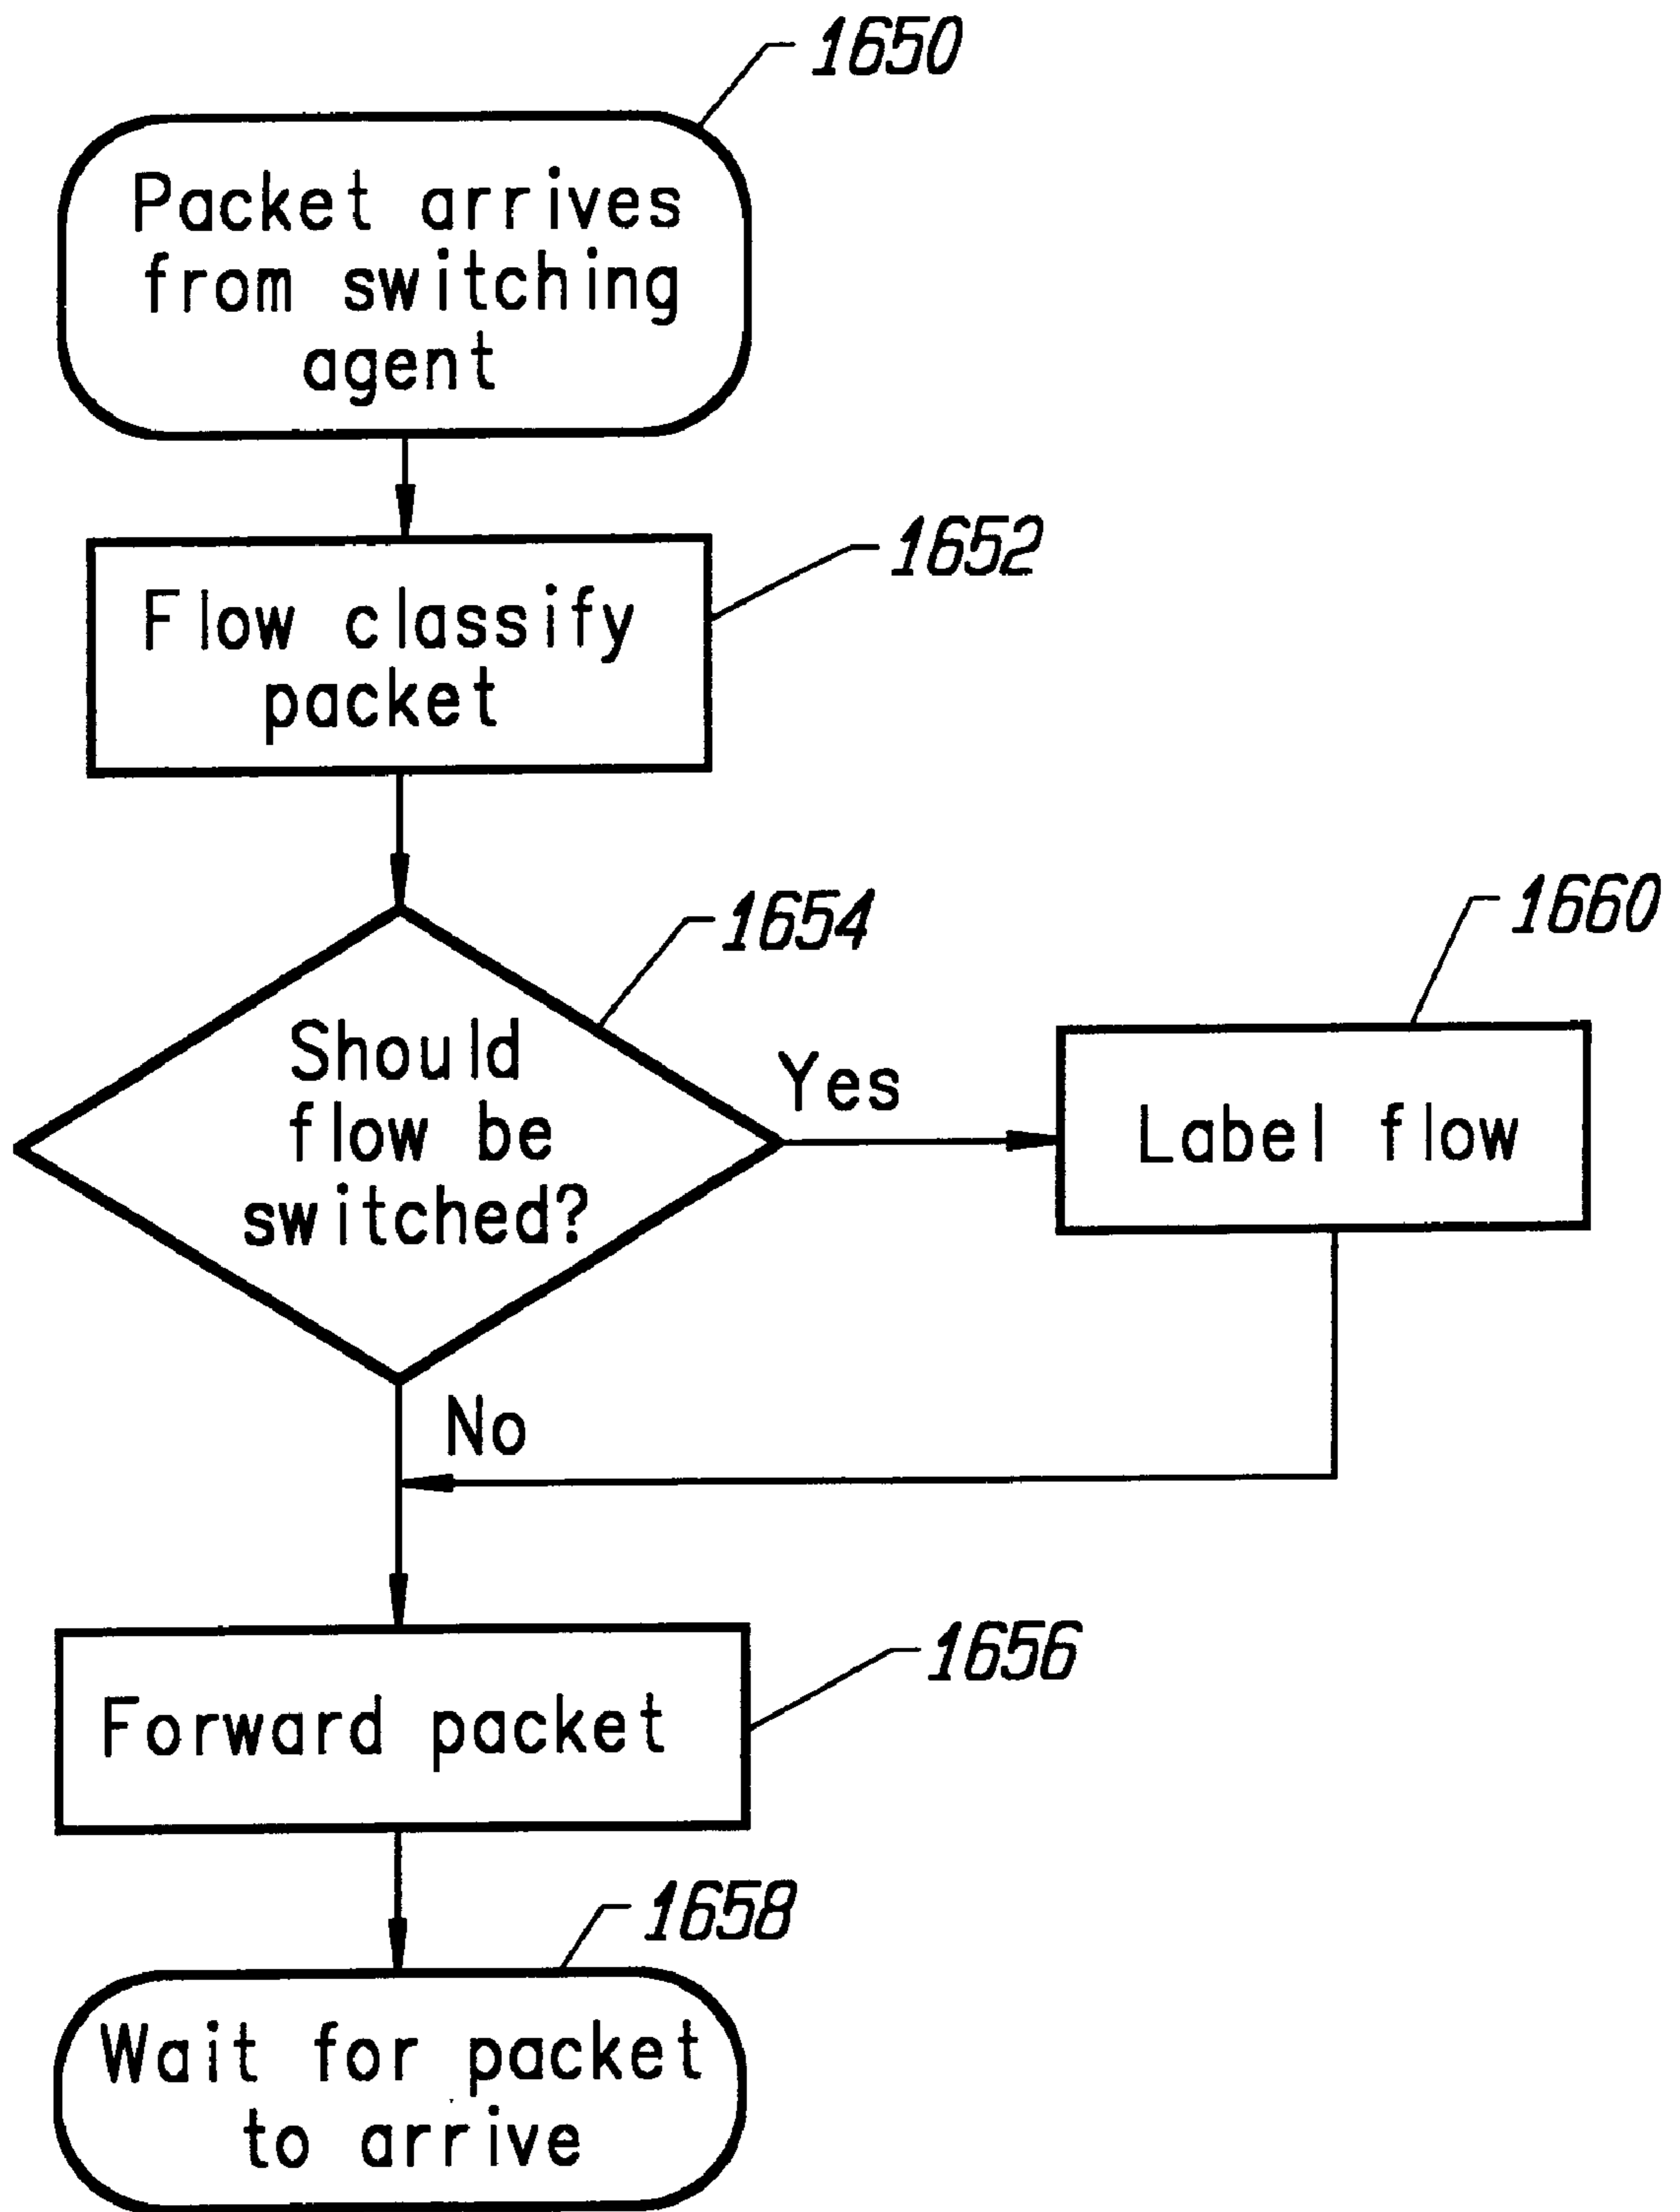 1650
Packet arrives
from switching
agent
1652
Flow classify
packet
1654
1660
Should
flow be
switched?
Yes
Label flow
No
1656
Forward packet
1658
Wait for packet
to arrive